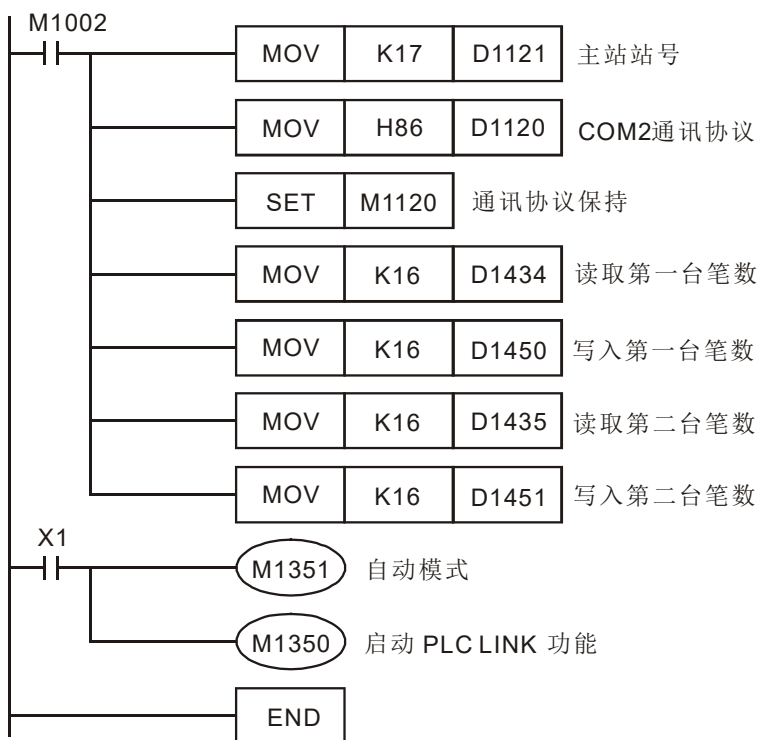 M1002
MOV K17 D1121 主站站号
MOV H86 D1120 COM2通讯协议
SET M1120 通讯协议保持
MOV K16 D1434 读取第一台笔数
MOV K16 D1450 写入第一台笔数
MOV K16 D1435 读取第二台笔数
MOV K16 D1451 写入第二台笔数
X1
M1351 自动模式
M1350 启动 PLC LINK 功能
END